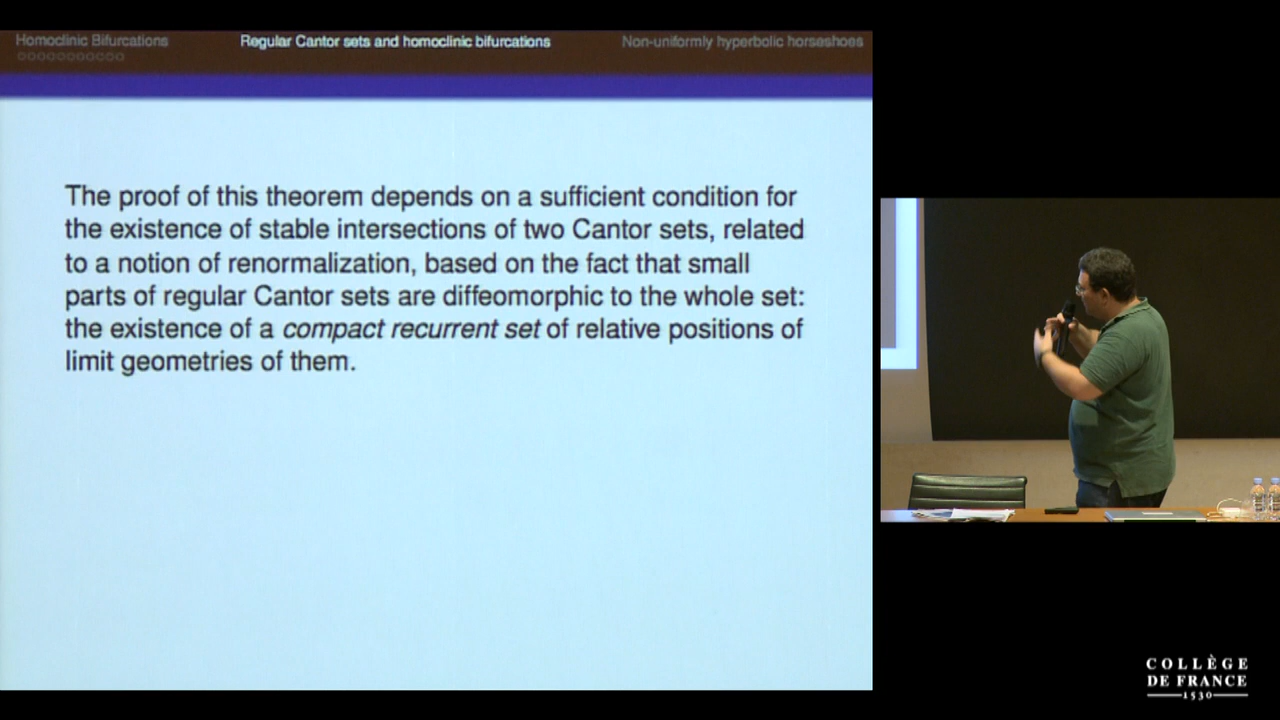 Homoclinic Bifurcations
Regular Cantor sets and homoclinic bifurcations
Non-uniformly hyperbolic horseshoes
The proof of this theorem depends on a sufficient condition for
the existence of stable intersections of two Cantor sets, related
to a notion of renormalization, based on the fact that small
parts of regular Cantor sets are diffeomorphic to the whole set:
the existence of a compact recurrent set of relative positions of
limit geometries of them.
COLLÈGE
DE FRANCE
1530